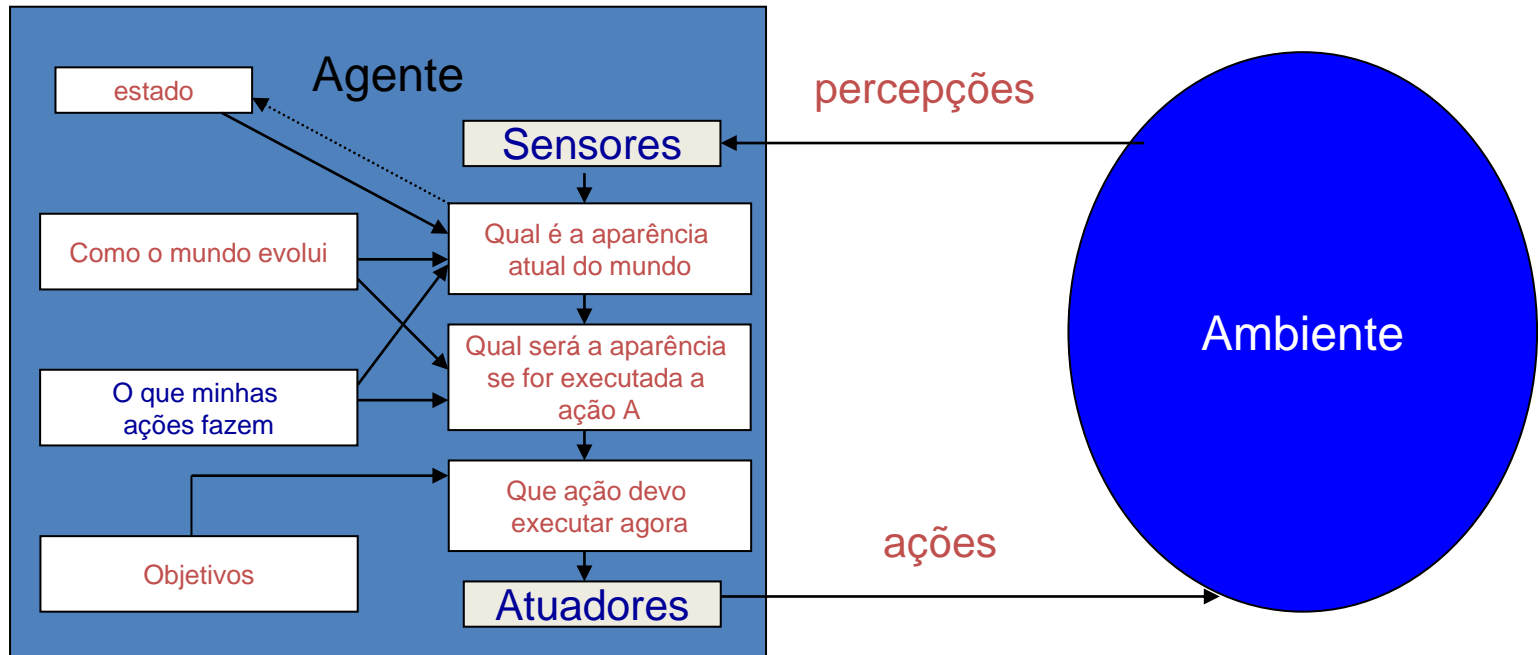 Agente
estado
percepções
Sensores
Como o mundo evolui
Qual é a aparência
atual do mundo
Qual será a aparência
se for executada a
ação A
Ambiente
O que minhas
ações fazem
Que ação devo
executar agora
ações
Objetivos
Atuadores